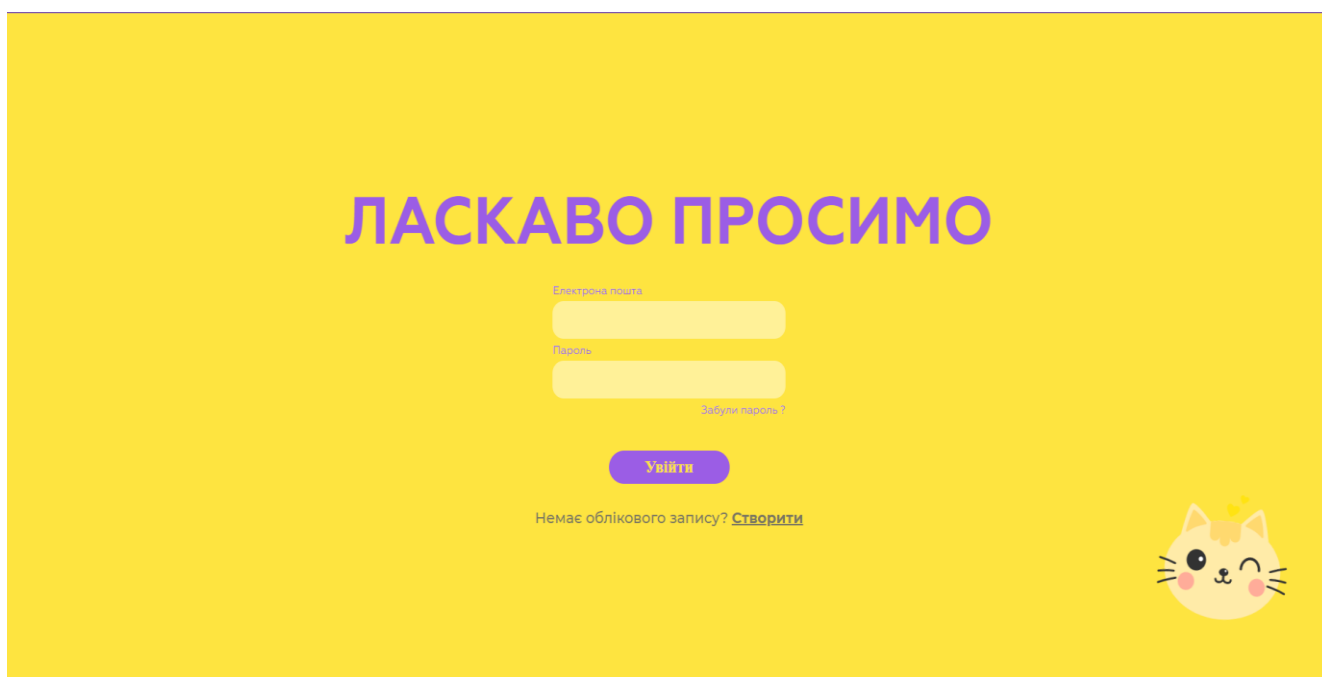 ЛАСКАВО ПРОСИМО
Електрона пошта
Пароль
Забули пароль ?
Увійти
Немає облікового запису? Створити